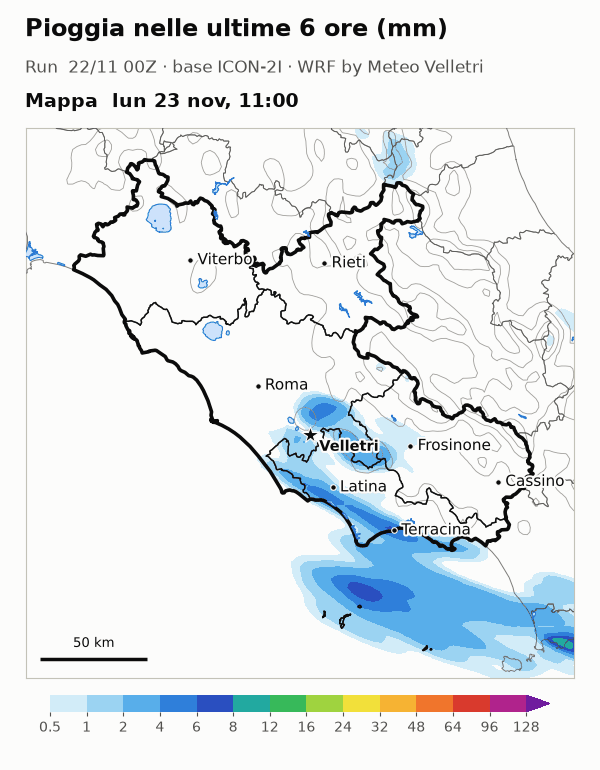 Pioggia nelle ultime 6 ore (mm)
Run  22/11 00Z · base ICON-2I · WRF by Meteo Velletri
Mappa  lun 23 nov, 11:00
Viterbo
Rieti
Roma
Velletri
Frosinone
Latina
Cassino
Terracina
50 km
0.5 1 2 4 6 8 12 16 24 32 48 64 96 128